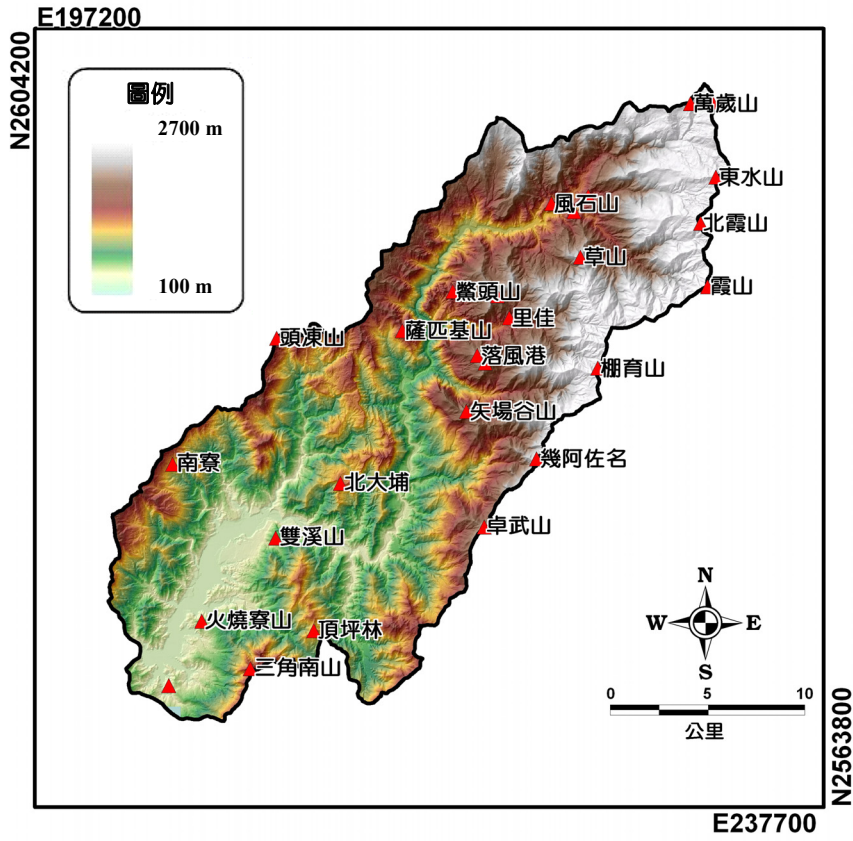 E197200
N2604200
圖例
2700 m
100 m
萬歲山
東水山
風石山
北霞山
草山
霞山
鱉頭山
里佳
薩匹基山
頭凍山
落風港
棚育山
矢場谷山
南寮
幾阿佐名
北大埔
卓武山
雙溪山
火燒寮山
頂坪林
三角南山
N
W
E
S
0
5
10
公里
N2563800
E237700